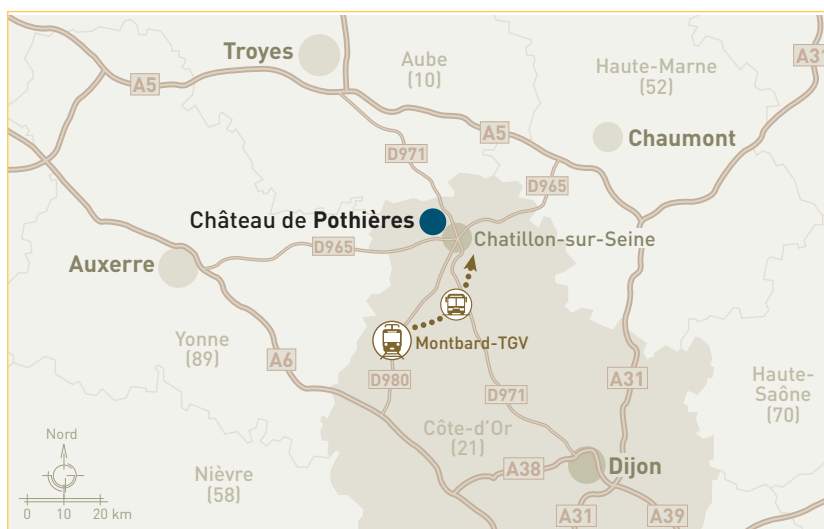 Troyes
Aube
(10)
Haute-Marne
(52)
A31
A5
A5
Chaumont
D971
D965
Château de Pothières
Chatillon-sur-Seine
D965
Auxerre
Yonne
(89)
Montbard-TGV
A6
D980
D971
A31
Haute-
Saône
(70)
Côte-d'Or
(21)
Nord
Nièvre
(58)
A38
Dijon
0 10 20 km
A31
A39